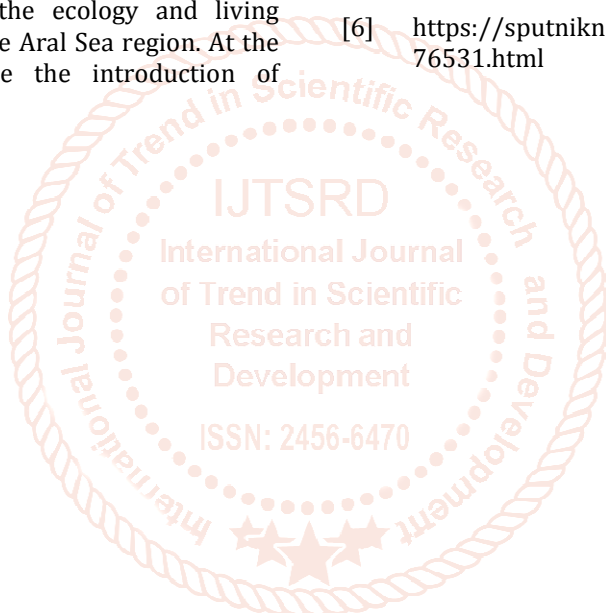 the ecology and living
e Aral Sea region. At the
e the introduction of
[6] https://sputnikn
76531.html
International Journal of Trend in Scientific Research and Development
IJTSRD
International Journal
of Trend in Scientific
Research and
Development
ISSN: 2456-6470